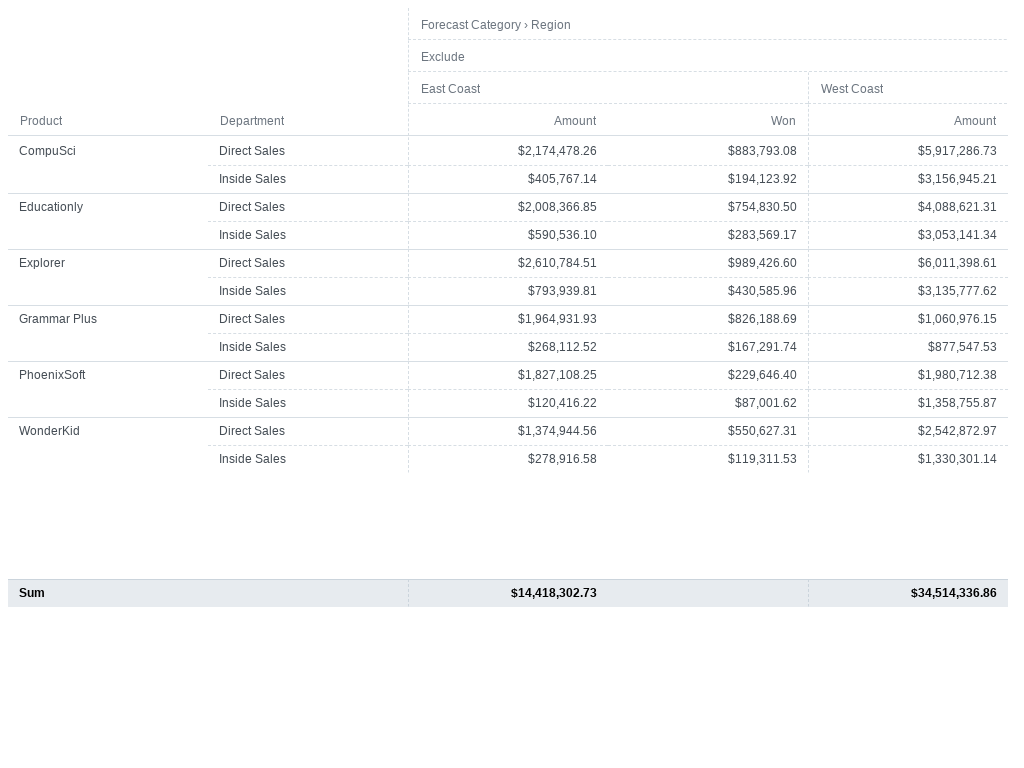 Forecast Category › Region
Exclude
East Coast West Coast
Product Department Amount Won Amount
CompuSci Direct Sales $2,174,478.26 $883,793.08 $5,917,286.73
Inside Sales $405,767.14 $194,123.92 $3,156,945.21
Educationly Direct Sales $2,008,366.85 $754,830.50 $4,088,621.31
Inside Sales $590,536.10 $283,569.17 $3,053,141.34
Explorer Direct Sales $2,610,784.51 $989,426.60 $6,011,398.61
Inside Sales $793,939.81 $430,585.96 $3,135,777.62
Grammar Plus Direct Sales $1,964,931.93 $826,188.69 $1,060,976.15
Inside Sales $268,112.52 $167,291.74 $877,547.53
PhoenixSoft Direct Sales $1,827,108.25 $229,646.40 $1,980,712.38
Inside Sales $120,416.22 $87,001.62 $1,358,755.87
WonderKid Direct Sales $1,374,944.56 $550,627.31 $2,542,872.97
Inside Sales $278,916.58 $119,311.53 $1,330,301.14
Sum $14,418,302.73 $34,514,336.86